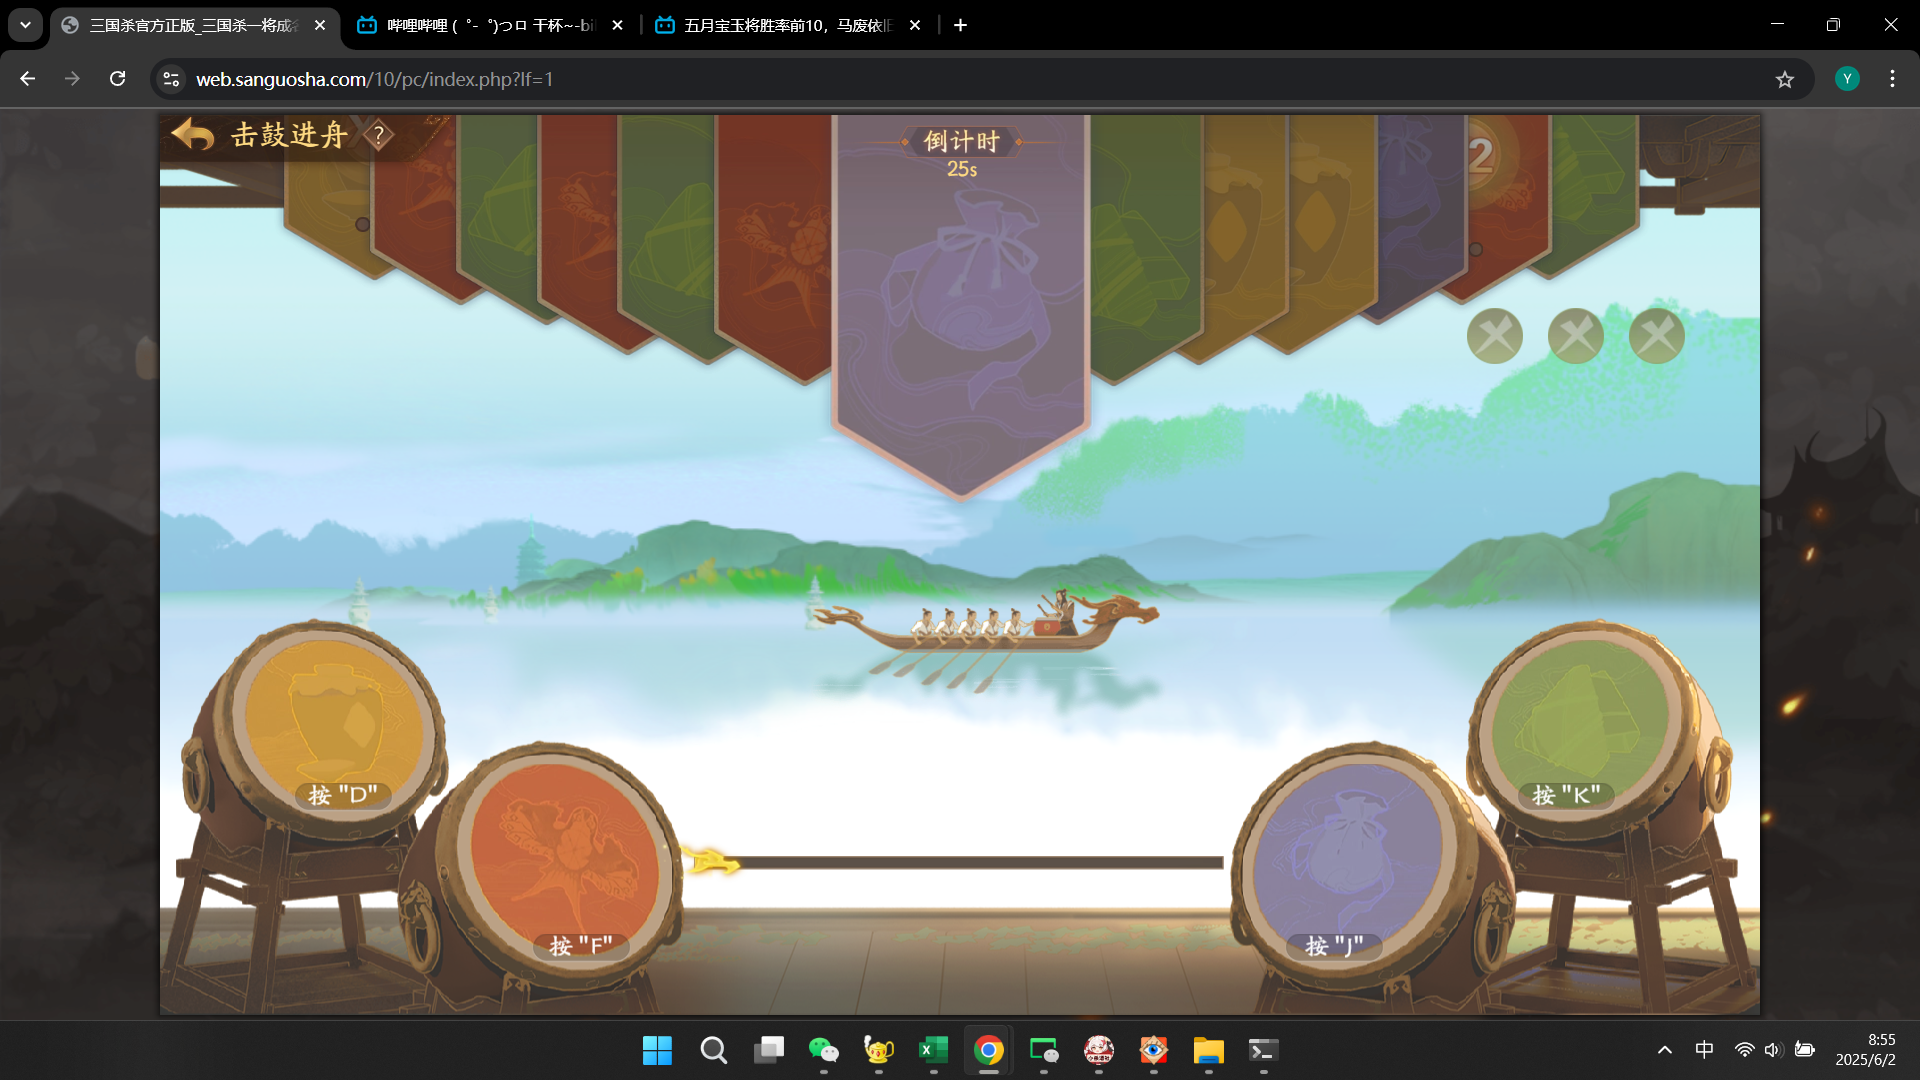 三国杀官方正版_三国杀一将成名
哔哩哔哩 ( ゜- ゜)つロ 干杯~-bi
五月宝玉将胜率前10，马废依旧
web.sanguosha.com/10/pc/index.php?lf=1
Y
击鼓进舟
?
倒计时
25s
2
按 "D"
按 "K"
按 "F"
按 "J"
中
8:55
2025/6/2